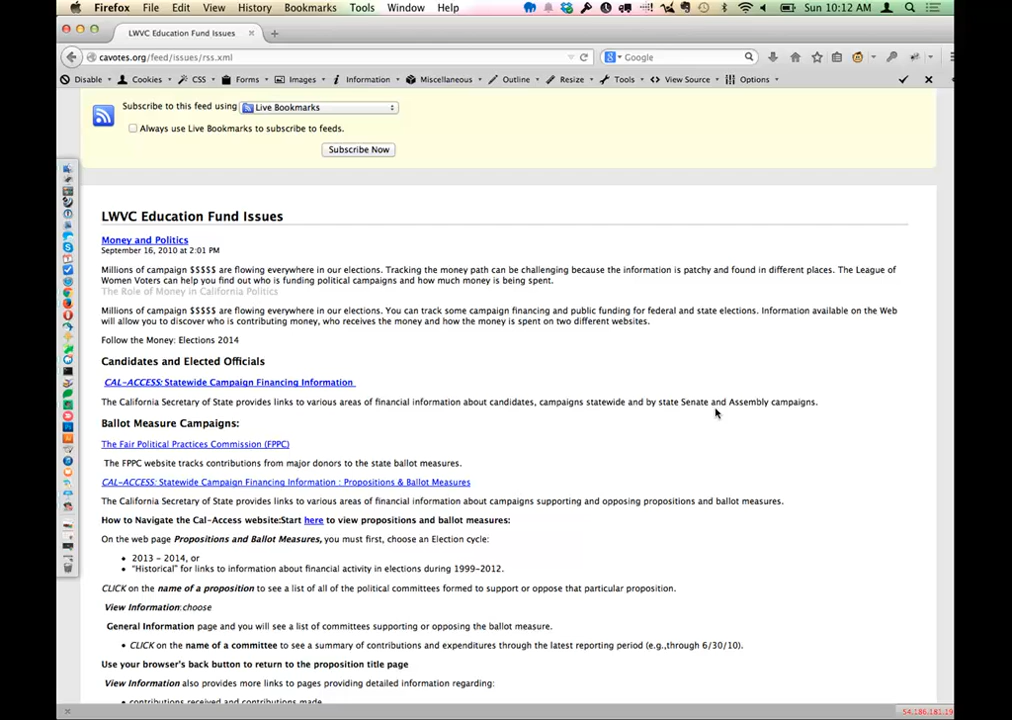 Firefox File Edit View History Bookmarks Tools Window Help Sun 10:12 AM
LWVC Education Fund Issues
cavotes.org/feed/issues/rss.xml Google
Disable Cookies CSS Forms Images Information Miscellaneous Outline Resize Tools View Source Options
Subscribe to this feed using Live Bookmarks
Always use Live Bookmarks to subscribe to feeds.
Subscribe Now
LWVC Education Fund Issues
Money and Politics
September 16, 2010 at 2:01 PM
Millions of campaign $$$$$ are flowing everywhere in our elections. Tracking the money path can be challenging because the information is patchy and found in different places. The League of
Women Voters can help you find out who is funding political campaigns and how much money is being spent.
The Role of Money in California Politics
Millions of campaign $$$$$ are flowing everywhere in our elections. You can track some campaign financing and public funding for federal and state elections. Information available on the Web
will allow you to discover who is contributing money, who receives the money and how the money is spent on two different websites.
Follow the Money: Elections 2014
Candidates and Elected Officials
CAL-ACCESS: Statewide Campaign Financing Information
The California Secretary of State provides links to various areas of financial information about candidates, campaigns statewide and by state Senate and Assembly campaigns.
Ballot Measure Campaigns:
The Fair Political Practices Commission (FPPC)
The FPPC website tracks contributions from major donors to the state ballot measures.
CAL-ACCESS: Statewide Campaign Financing Information : Propositions & Ballot Measures
The California Secretary of State provides links to various areas of financial information about campaigns supporting and opposing propositions and ballot measures.
How to Navigate the Cal-Access website:Start here to view propositions and ballot measures:
On the web page Propositions and Ballot Measures, you must first, choose an Election cycle:
• 2013 - 2014, or
• "Historical" for links to information about financial activity in elections during 1999-2012.
CLICK on the name of a proposition to see a list of all of the political committees formed to support or oppose that particular proposition.
View Information:choose
General Information page and you will see a list of committees supporting or opposing the ballot measure.
• CLICK on the name of a committee to see a summary of contributions and expenditures through the latest reporting period (e.g.,through 6/30/10).
Use your browser's back button to return to the proposition title page
View Information also provides more links to pages providing detailed information regarding:
• contributions received and contributions made
54.186.181.19